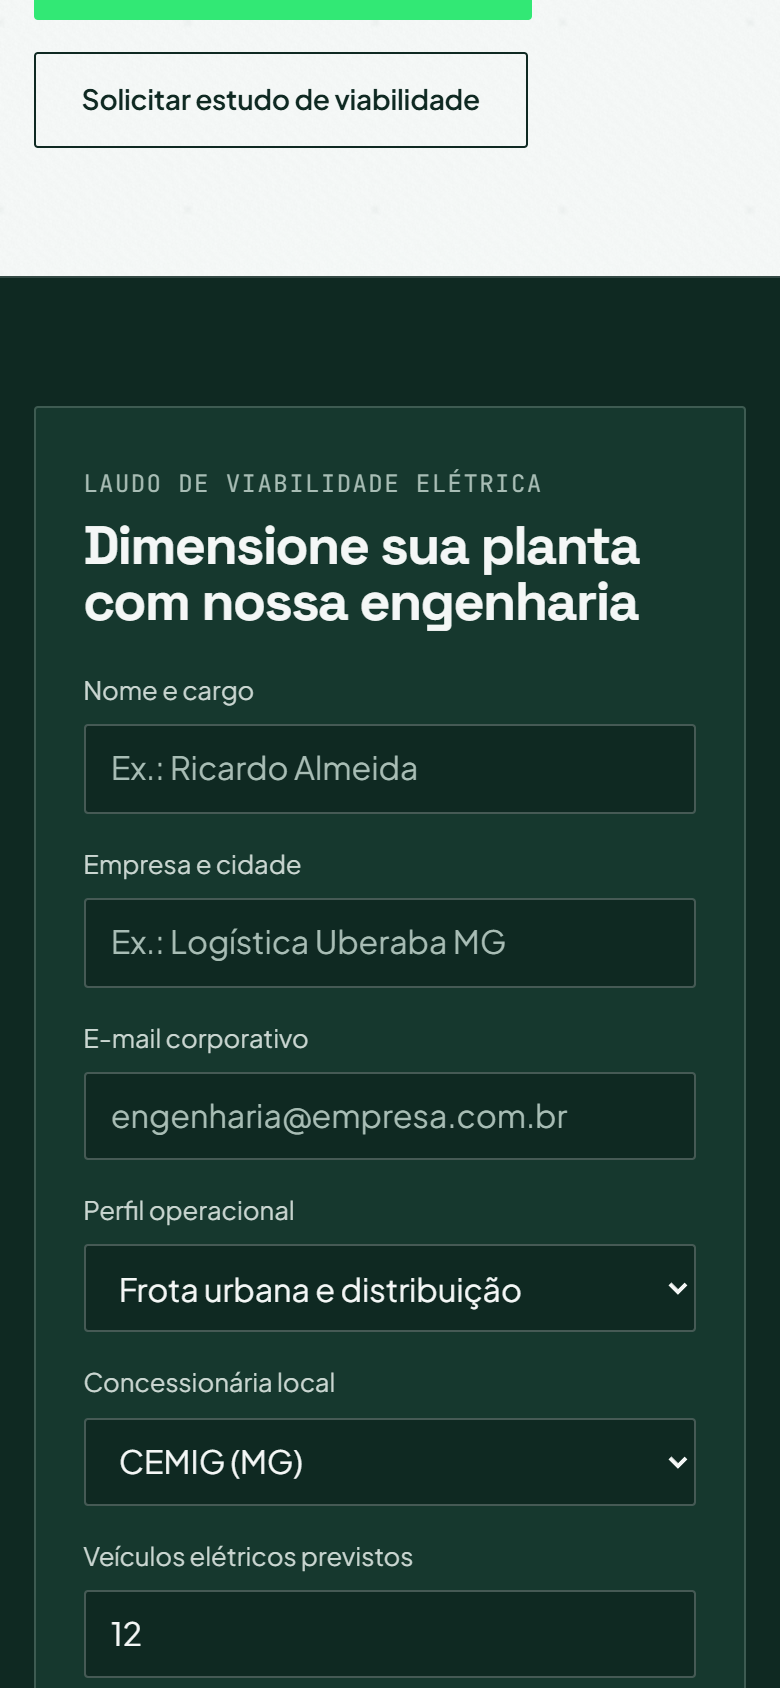 Solicitar estudo de viabilidade
LAUDO DE VIABILIDADE ELÉTRICA
Dimensione sua planta
com nossa engenharia
Nome e cargo
Ex.: Ricardo Almeida
Empresa e cidade
Ex.: Logística Uberaba MG
E-mail corporativo
engenharia@empresa.com.br
Perfil operacional
Frota urbana e distribuição
Concessionária local
CEMIG (MG)
Veículos elétricos previstos
12